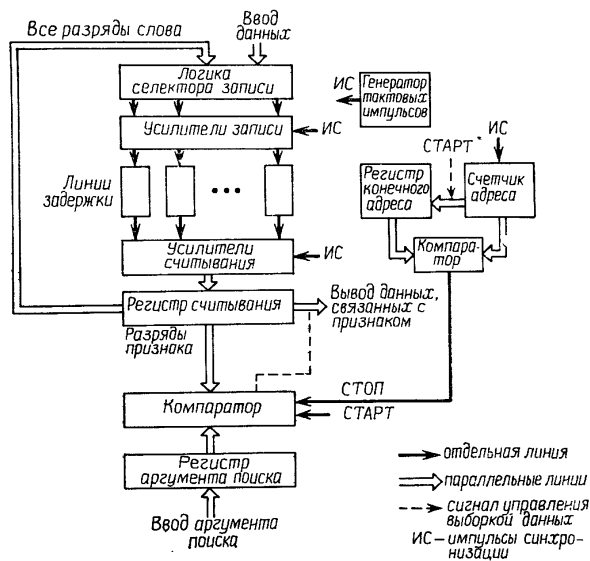 Все разряды слова
Ввод
данных
Логика
селектора записи
Усилители записи
ИС
Генератор
тактовых
импульсов
ИС
СТАРТ
Линии
задержки
Регистр
конечного
адреса
Счетчик
адреса
Компара-
тор
Усилители
считывания
ИС
Регистр считывания
Вывод данных,
связанных с
признаком
Разряды
признака
Компаратор
СТОП
СТАРТ
Регистр
аргумента поиска
Ввод аргумента
поиска
отдельная линия
параллельные линии
сигнал управления
выборкой данных
ИС – импульсы синхро-
низации